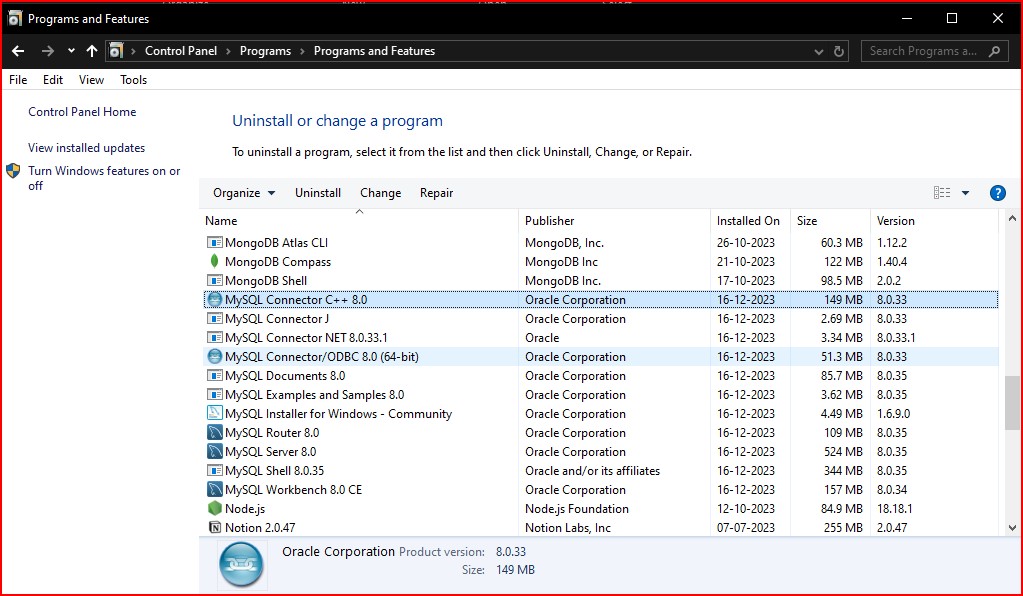 Programs and Features
Control Panel > Programs > Programs and Features
Search Programs a...
File Edit View Tools
Control Panel Home
View installed updates
Turn Windows features on or
off
Uninstall or change a program
To uninstall a program, select it from the list and then click Uninstall, Change, or Repair.
Organize Uninstall Change Repair ?
Name Publisher Installed On Size Version
MongoDB Atlas CLI MongoDB, Inc. 26-10-2023 60.3 MB 1.12.2
MongoDB Compass MongoDB Inc 21-10-2023 122 MB 1.40.4
MongoDB Shell MongoDB Inc. 17-10-2023 98.5 MB 2.0.2
MySQL Connector C++ 8.0 Oracle Corporation 16-12-2023 149 MB 8.0.33
MySQL Connector J Oracle Corporation 16-12-2023 2.69 MB 8.0.33
MySQL Connector NET 8.0.33.1 Oracle 16-12-2023 3.34 MB 8.0.33.1
MySQL Connector/ODBC 8.0 (64-bit) Oracle Corporation 16-12-2023 51.3 MB 8.0.33
MySQL Documents 8.0 Oracle Corporation 16-12-2023 85.7 MB 8.0.35
MySQL Examples and Samples 8.0 Oracle Corporation 16-12-2023 3.62 MB 8.0.35
MySQL Installer for Windows - Community Oracle Corporation 16-12-2023 4.49 MB 1.6.9.0
MySQL Router 8.0 Oracle Corporation 16-12-2023 109 MB 8.0.35
MySQL Server 8.0 Oracle Corporation 16-12-2023 524 MB 8.0.35
MySQL Shell 8.0.35 Oracle and/or its affiliates 16-12-2023 344 MB 8.0.35
MySQL Workbench 8.0 CE Oracle Corporation 16-12-2023 157 MB 8.0.34
Node.js Node.js Foundation 12-10-2023 84.9 MB 18.18.1
Notion 2.0.47 Notion Labs, Inc 07-07-2023 255 MB 2.0.47
Oracle Corporation Product version: 8.0.33
Size: 149 MB